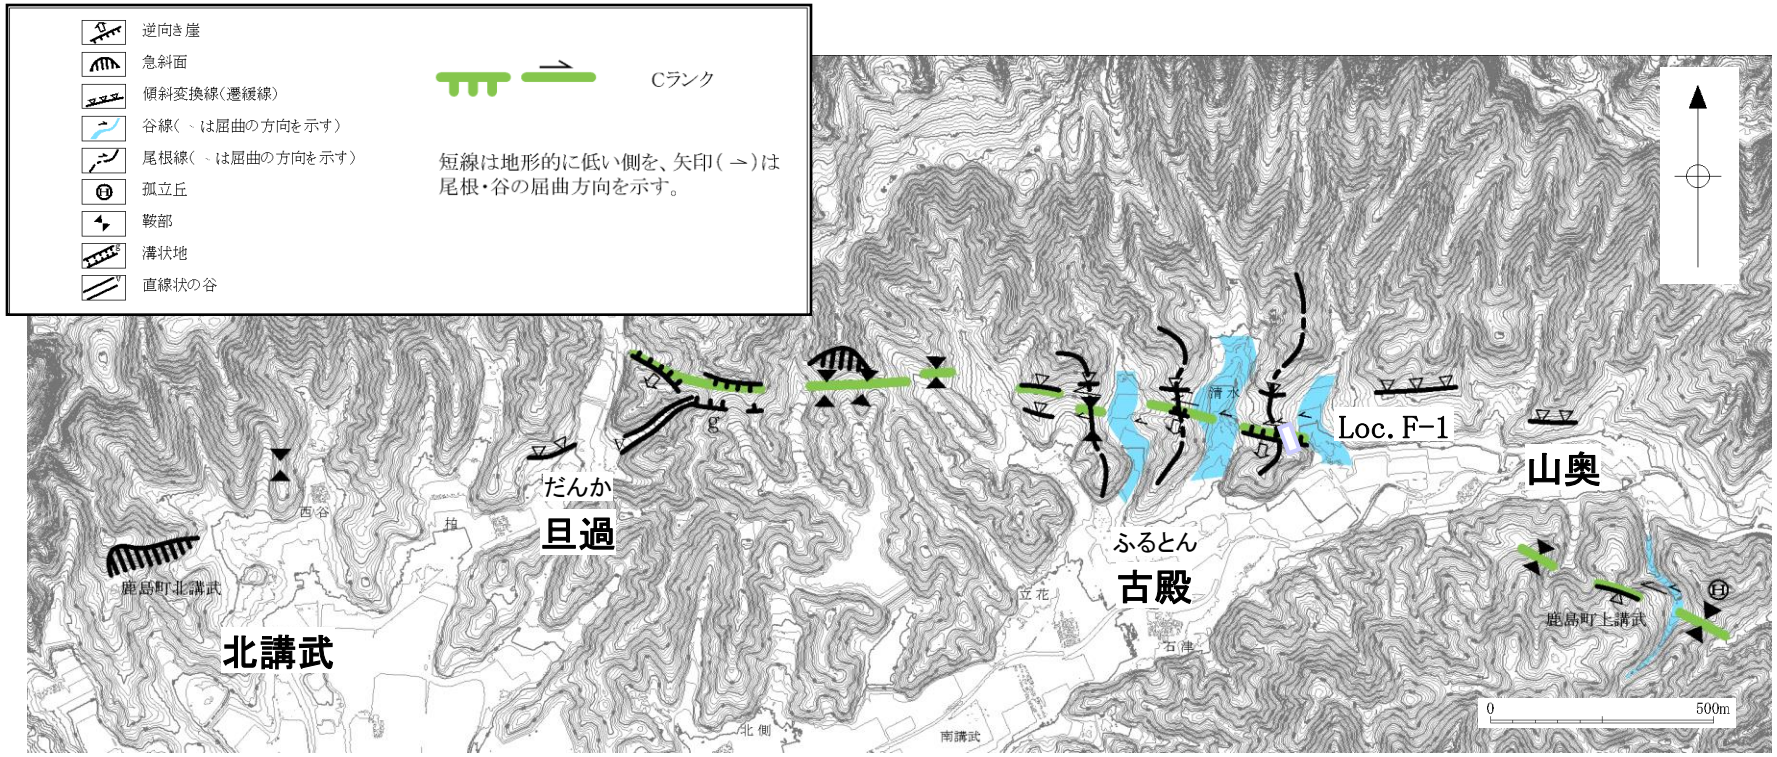 逆向き崖
急斜面
傾斜変換線(遷緩線)
谷線(⇀は屈曲の方向を示す)
尾根線(⇀は屈曲の方向を示す)
孤立丘
鞍部
g
溝状地
v
直線状の谷
Cランク
短線は地形的に低い側を、矢印(⇀)は
尾根・谷の屈曲方向を示す。
清水
g
V
Loc. F-1
山奥
だんか
旦過
西谷
柏
ふるとん
古殿
鹿島町北講武
北講武
立花
石津
鹿島町上講武
北側
南講武
0
500m